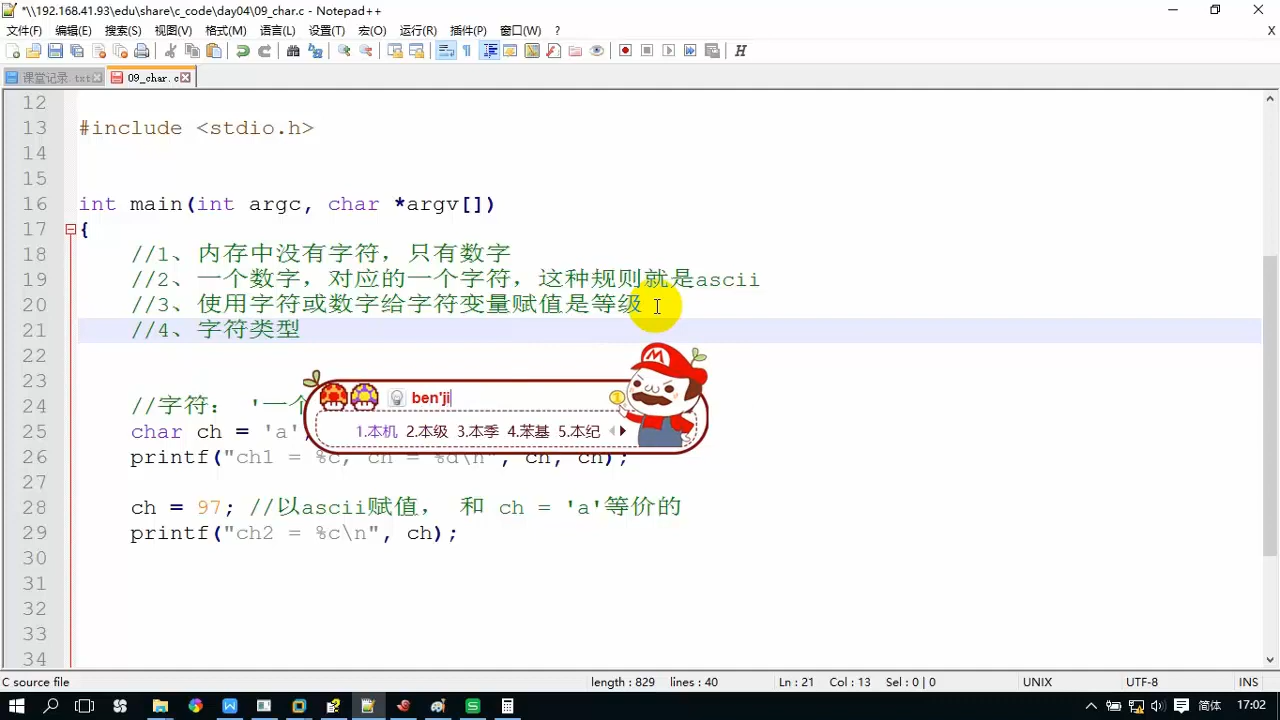 *\\192.168.41.93\edu\share\c_code\day04\09_char.c - Notepad++
文件(F) 编辑(E) 搜索(S) 视图(V) 格式(M) 语言(L) 设置(T) 宏(O) 运行(R) 插件(P) 窗口(W) ? X
课堂记录.txt 09_char.c
12
13 #include <stdio.h>
14
15
16 int main(int argc, char *argv[])
17 {
18 //1、内存中没有字符，只有数字
19 //2、一个数字，对应的一个字符，这种规则就是ascii
20 //3、使用字符或数字给字符变量赋值是等级
21 //4、字符类型
22
23
ben'ji
24 //字符： '一个
25 char ch = 'a';
1.本机 2.本级 3.本季 4.苯基 5.本纪
26 printf("ch1 = %c, ch = %d\n", ch, ch);
27
28 ch = 97; //以ascii赋值， 和 ch = 'a'等价的
29 printf("ch2 = %c\n", ch);
30
31
32
33
34
C source file length : 829 lines : 40 Ln : 21 Col : 13 Sel : 0 | 0 UNIX UTF-8 INS
简体 17:02